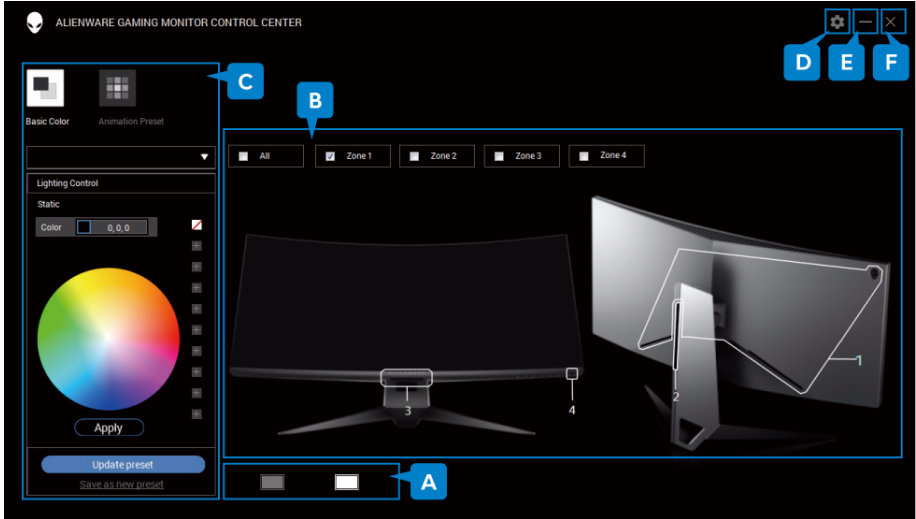 ALIENWARE GAMING MONITOR CONTROL CENTER
D E F
C
B
Basic Color Animation Preset
All Zone 1 Zone 2 Zone 3 Zone 4
Lighting Control
Static
Color 0, 0, 0
1
2
3 4
Apply
Update preset
Save as new preset
A